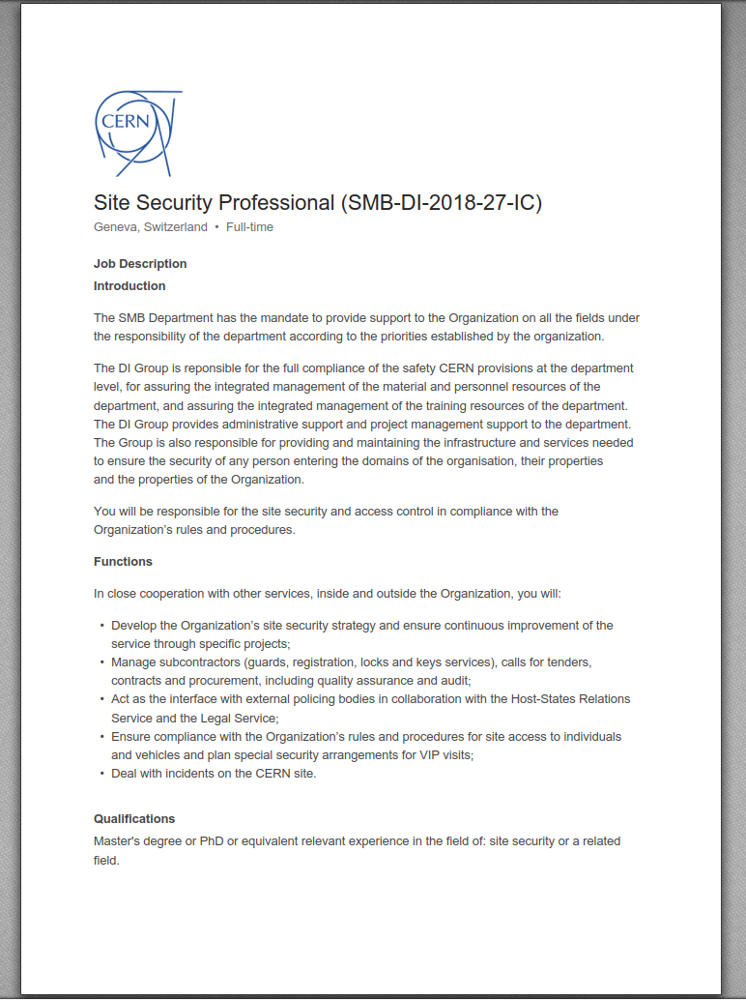 CERN
Site Security Professional (SMB-DI-2018-27-IC)
Geneva, Switzerland • Full-time
Job Description
Introduction
The SMB Department has the mandate to provide support to the Organization on all the fields under
the responsibility of the department according to the priorities established by the organization.
The DI Group is reponsible for the full compliance of the safety CERN provisions at the department
level, for assuring the integrated management of the material and personnel resources of the
department, and assuring the integrated management of the training resources of the department.
The DI Group provides administrative support and project management support to the department.
The Group is also responsible for providing and maintaining the infrastructure and services needed
to ensure the security of any person entering the domains of the organisation, their properties
and the properties of the Organization.
You will be responsible for the site security and access control in compliance with the
Organization’s rules and procedures.
Functions
In close cooperation with other services, inside and outside the Organization, you will:
• Develop the Organization’s site security strategy and ensure continuous improvement of the
service through specific projects;
• Manage subcontractors (guards, registration, locks and keys services), calls for tenders,
contracts and procurement, including quality assurance and audit;
• Act as the interface with external policing bodies in collaboration with the Host-States Relations
Service and the Legal Service;
• Ensure compliance with the Organization’s rules and procedures for site access to individuals
and vehicles and plan special security arrangements for VIP visits;
• Deal with incidents on the CERN site.
Qualifications
Master's degree or PhD or equivalent relevant experience in the field of: site security or a related
field.